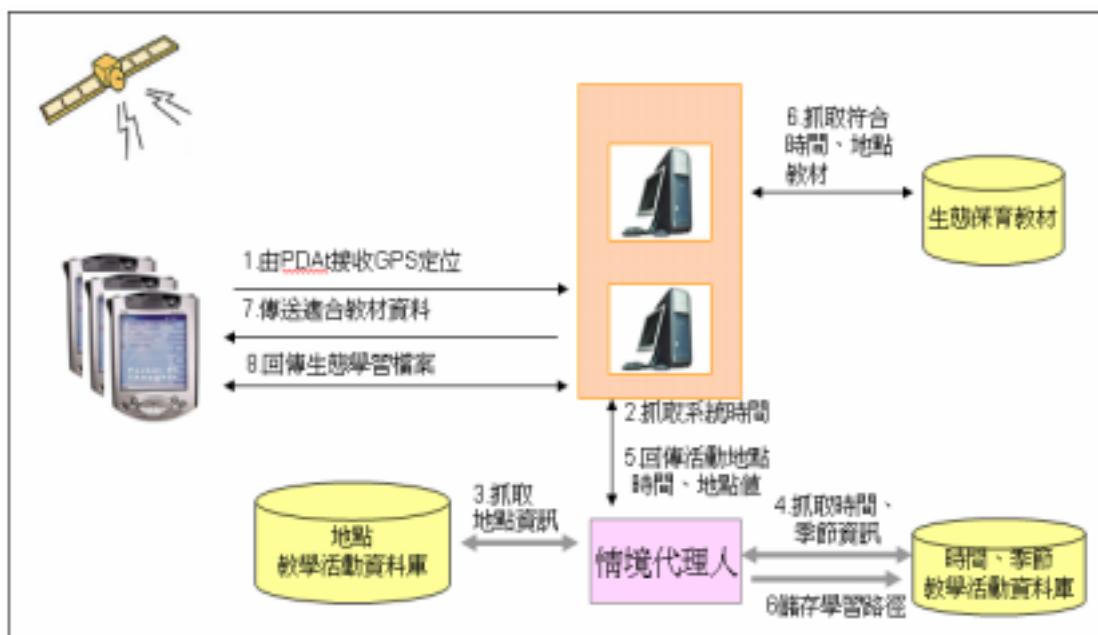 6.抓取符合
時間、地點
教材
生態保育教材
1.由PDAt接收GPS定位
7.傳送適合教材資料
8.回傳生態學習檔案
2.抓取系統時間
5.回傳活動地點
時間、地點值
3.抓取
地點資訊
4.抓取時間、
季節資訊
地點
教學活動資料庫
情境代理人
時間、季節
教學活動資料庫
6儲存學習路徑